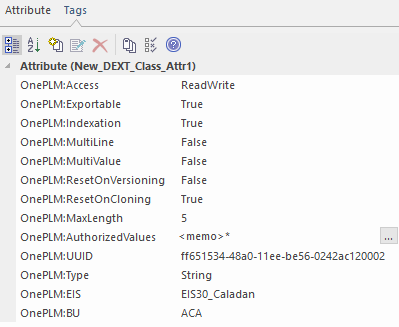 Attribute Tags
Attribute (New_DEXT_Class_Attr1)
OnePLM:Access ReadWrite
OnePLM:Exportable True
OnePLM:Indexation True
OnePLM:MultiLine False
OnePLM:MultiValue False
OnePLM:ResetOnVersioning False
OnePLM:ResetOnCloning True
OnePLM:MaxLength 5
OnePLM:AuthorizedValues <memo>* ...
OnePLM:UUID ff651534-48a0-11ee-be56-0242ac120002
OnePLM:Type String
OnePLM:EIS EIS30_Caladan
OnePLM:BU ACA